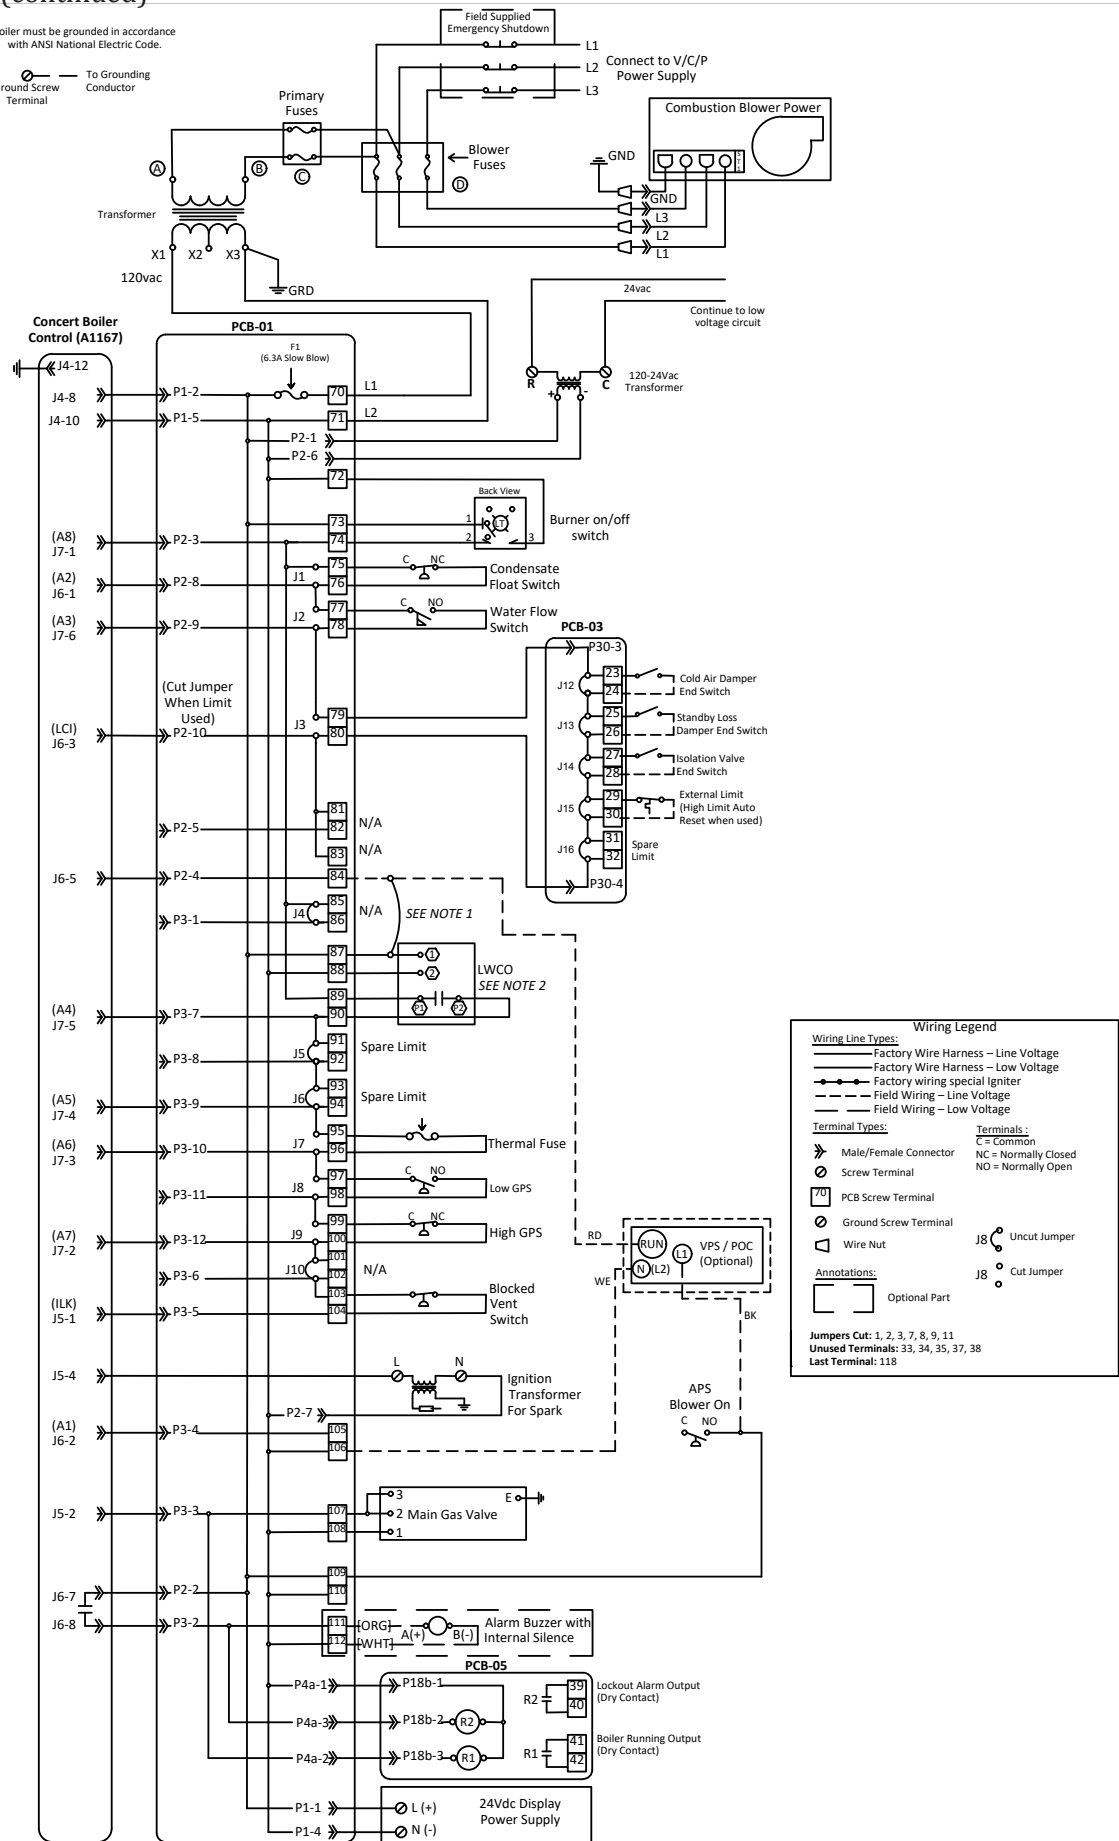 (continued)
oiler must be grounded in accordance
with ANSI National Electric Code.
To Grounding
Conductor
round Screw
Terminal
Field Supplied
Emergency Shutdown
L1
L2
L3
Connect to V/C/P
Power Supply
Primary
Fuses
A
B
C
Blower
Fuses
D
Combustion Blower Power
GND
GND
L3
L2
L1
Transformer
X1
X2
X3
120vac
GRD
24vac
Continue to low
voltage circuit
R
C
+
-
120-24Vac
Transformer
Concert Boiler
Control (A1167)
PCB-01
F1
(6.3A Slow Blow)
J4-12
J4-8
P1-2
70
L1
J4-10
P1-5
71
L2
P2-1
P2-6
72
Back View
LT
1
2
3
Burner on/off
switch
73
(A8)
J7-1
P2-3
74
75
C
NC
Condensate
Float Switch
(A2)
J6-1
P2-8
J1
76
77
C
NO
Water Flow
Switch
(A3)
J7-6
P2-9
J2
78
PCB-03
P30-3
J12
23
24
Cold Air Damper
End Switch
J13
25
26
Standby Loss
Damper End Switch
J14
27
28
Isolation Valve
End Switch
J15
29
30
External Limit
(High Limit Auto
Reset when used)
J16
31
32
Spare
Limit
P30-4
(Cut Jumper
When Limit
Used)
(LCI)
J6-3
P2-10
J3
79
80
81
P2-5
82
N/A
83
N/A
J6-5
P2-4
84
85
P3-1
J4
86
N/A
SEE NOTE 1
87
1
88
2
LWCO
SEE NOTE 2
89
P1
P2
(A4)
J7-5
P3-7
90
91
P3-8
J5
92
Spare Limit
93
(A5)
J7-4
P3-9
J6
94
Spare Limit
95
(A6)
J7-3
P3-10
J7
96
Thermal Fuse
97
C
NO
P3-11
J8
98
Low GPS
99
C
NC
(A7)
J7-2
P3-12
J9
100
High GPS
101
P3-6
J10
102
N/A
103
(ILK)
J5-1
P3-5
104
Blocked
Vent
Switch
RD
WE
RUN
N
(L2)
L1
VPS / POC
(Optional)
BK
J5-4
L
N
Ignition
Transformer
For Spark
P2-7
(A1)
J6-2
P3-4
105
106
APS
Blower On
C
NO
J5-2
P3-3
107
108
3
2
Main Gas Valve
1
E
109
J6-7
P2-2
110
J6-8
P3-2
111
112
[ORG]
[WHT]
A(+)
B(-)
Alarm Buzzer with
Internal Silence
PCB-05
P4a-1
P18b-1
P4a-3
P18b-2
R2
P4a-2
P18b-3
R1
R2
39
40
Lockout Alarm Output
(Dry Contact)
R1
41
42
Boiler Running Output
(Dry Contact)
P1-1
L (+)
P1-4
N (-)
24Vdc Display
Power Supply
Wiring Legend
Wiring Line Types:
Factory Wire Harness – Line Voltage
Factory Wire Harness – Low Voltage
Factory wiring special Igniter
Field Wiring – Line Voltage
Field Wiring – Low Voltage
Terminal Types:
Male/Female Connector
Screw Terminal
70
PCB Screw Terminal
Ground Screw Terminal
Wire Nut
Terminals :
C = Common
NC = Normally Closed
NO = Normally Open
J8
Uncut Jumper
J8
Cut Jumper
Annotations:
Optional Part
Jumpers Cut: 1, 2, 3, 7, 8, 9, 11
Unused Terminals: 33, 34, 35, 37, 38
Last Terminal: 118